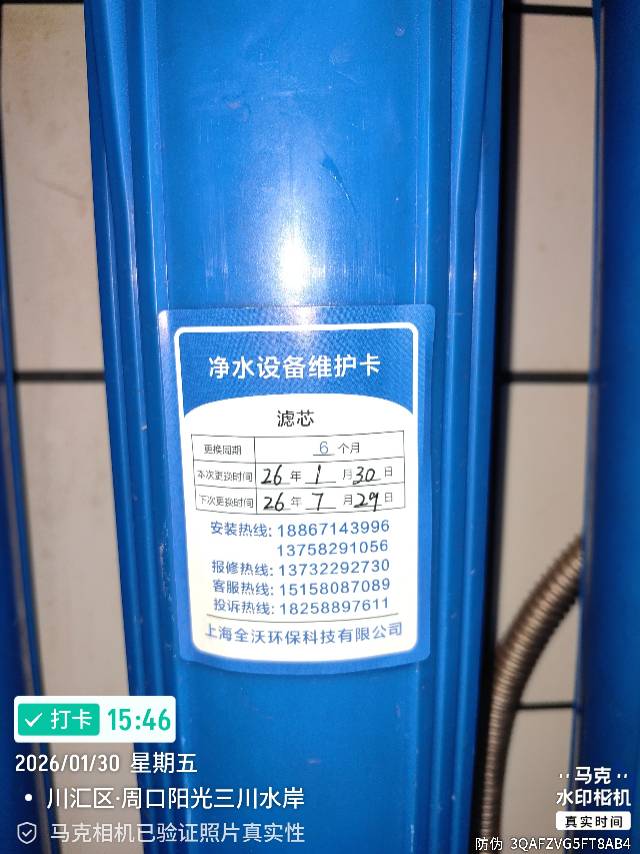 净水设备维护卡
滤芯
更换周期 6 个月
本次更换时间 26 年 1 月 30 日
下次更换时间 26 年 7 月 29 日
安装热线: 18867143996
13758291056
报修热线: 13732292730
客服热线: 15158087089
投诉热线: 18258897611
上海全沃环保科技有限公司
打卡 15:46
2026/01/30 星期五
川汇区·周口阳光三川水岸
马克相机已验证照片真实性
马克
水印相机
真实时间
防伪 3QAFZVG5FT8AB4